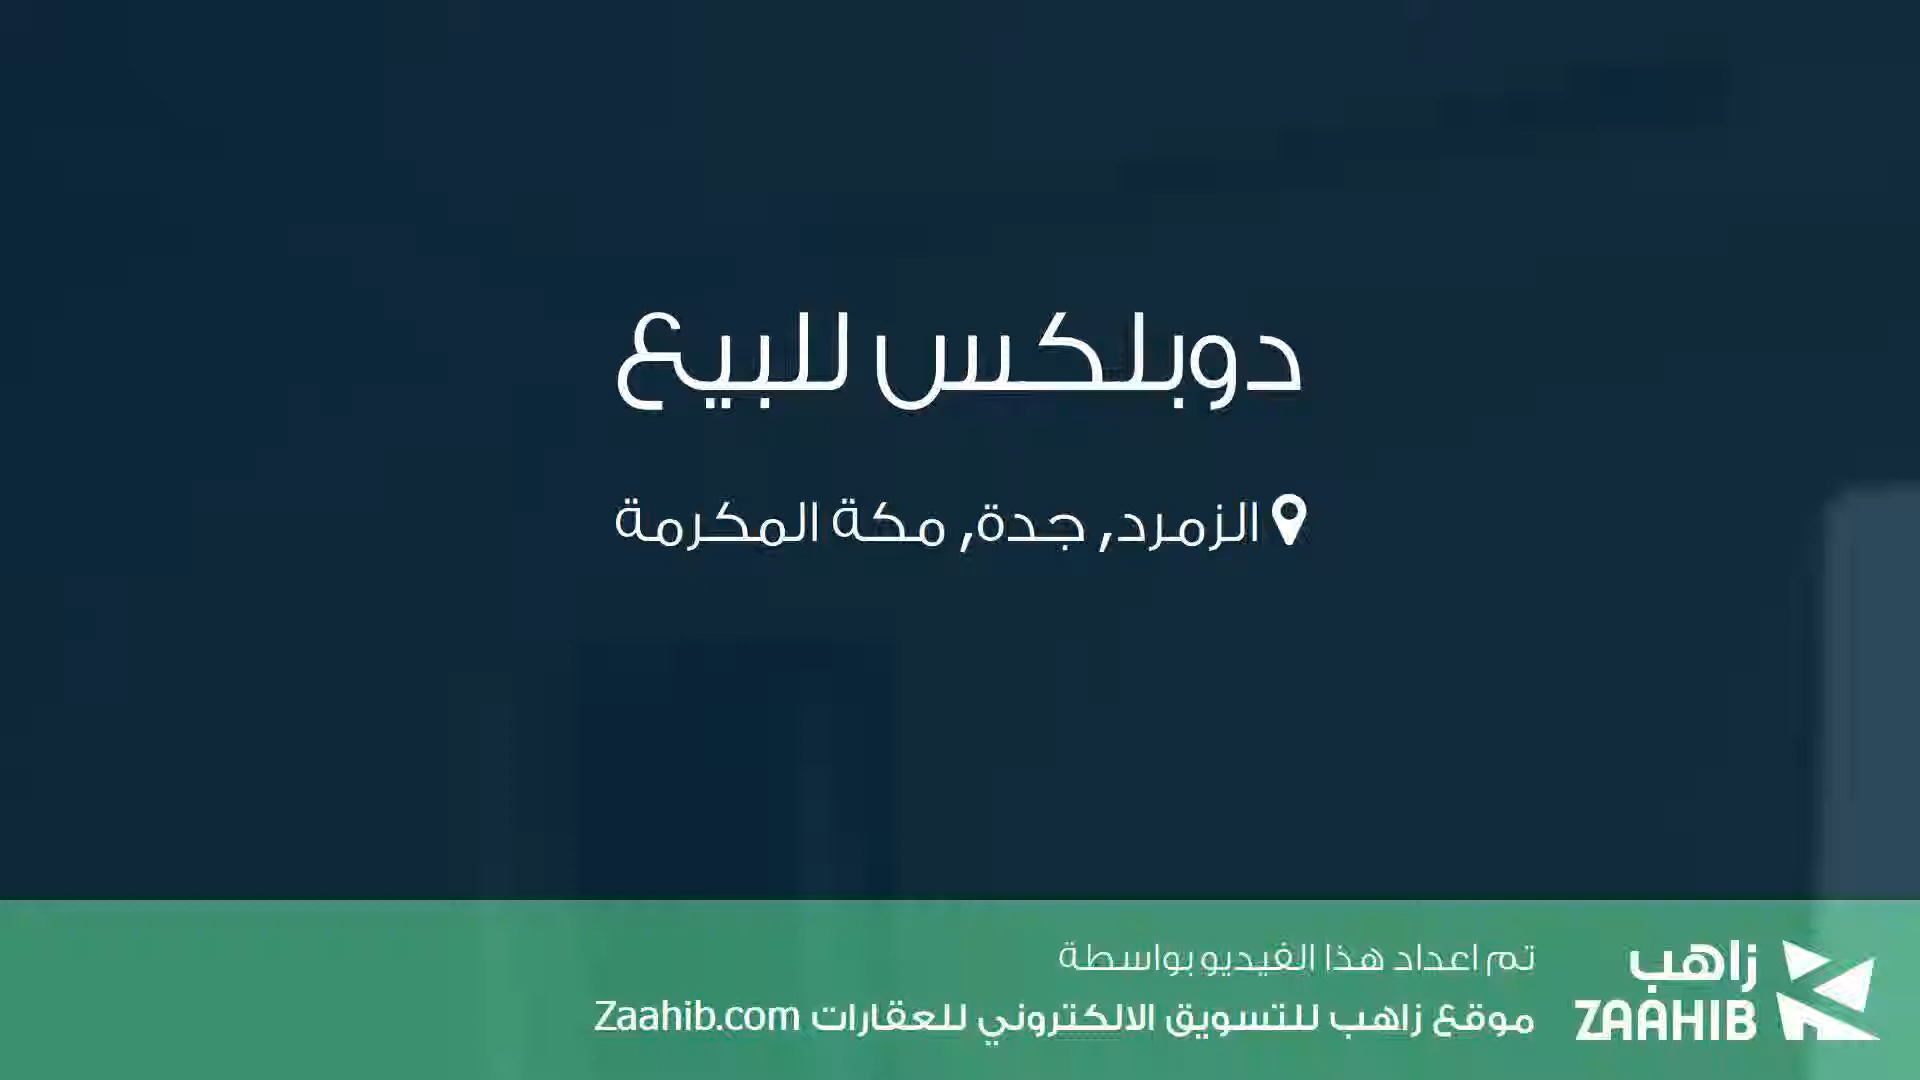 دوبلكس للبيع
الزمرد, جدة, مكة المكرمة
تم اعداد هذا الفيديو بواسطة
موقع زاهب للتسويق الالكتروني للعقارات Zaahib.com
زاهب
ZAAHIB